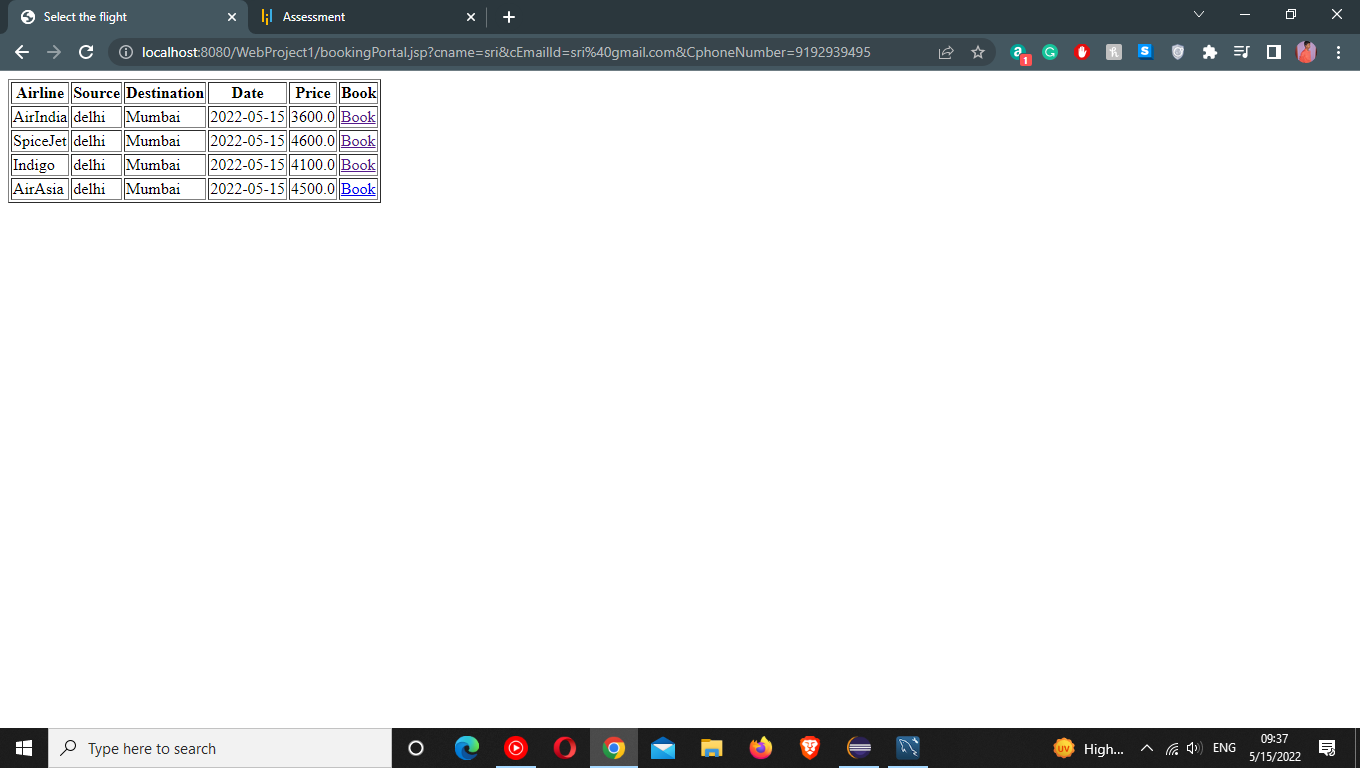 Select the flight
Assessment
localhost:8080/WebProject1/bookingPortal.jsp?cname=sri&cEmailId=sri%40gmail.com&CphoneNumber=9192939495
1
Airline Source Destination Date Price Book
AirIndia delhi Mumbai 2022-05-15 3600.0 Book
SpiceJet delhi Mumbai 2022-05-15 4600.0 Book
Indigo delhi Mumbai 2022-05-15 4100.0 Book
AirAsia delhi Mumbai 2022-05-15 4500.0 Book
Type here to search
UV
High...
ENG
09:37
5/15/2022